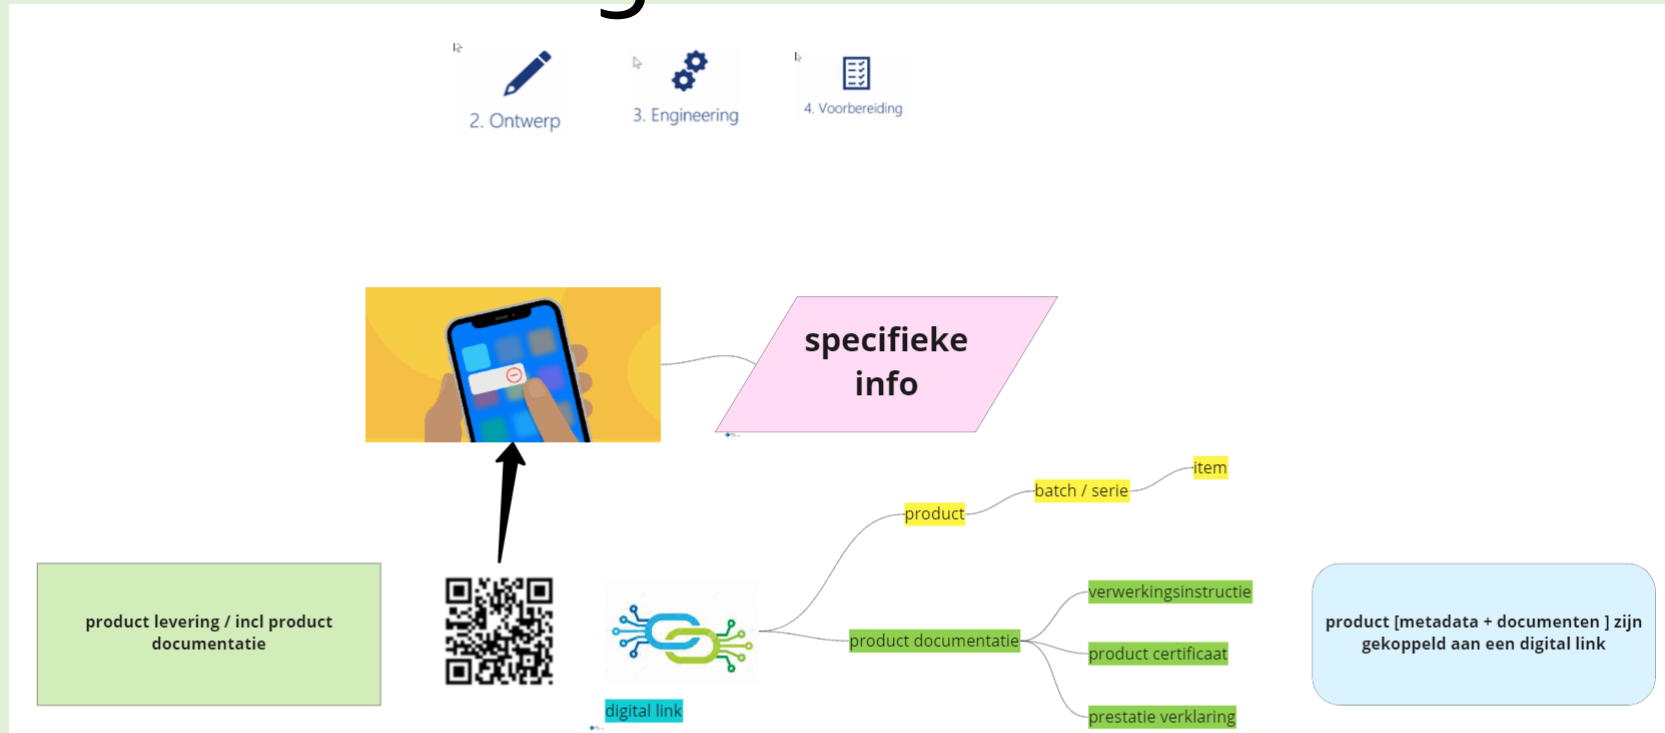 2. Ontwerp
3. Engineering
4. Voorbereiding
specifieke
info
item
batch / serie
product
product levering / incl product
documentatie
verwerkingsinstructie
product documentatie
product certificaat
prestatie verklaring
digital link
product [metadata + documenten ] zijn
gekoppeld aan een digital link